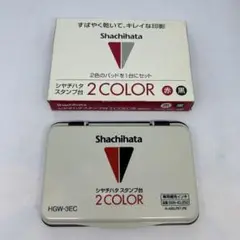 すばやく乾いて、キレイな印影
Shachihata
2色のパッドを1台にセット
シヤチハタ スタンプ台
2 COLOR 赤 黒
Shachihata
シヤチハタ スタンプ台
2 COLOR
HGW-3EC